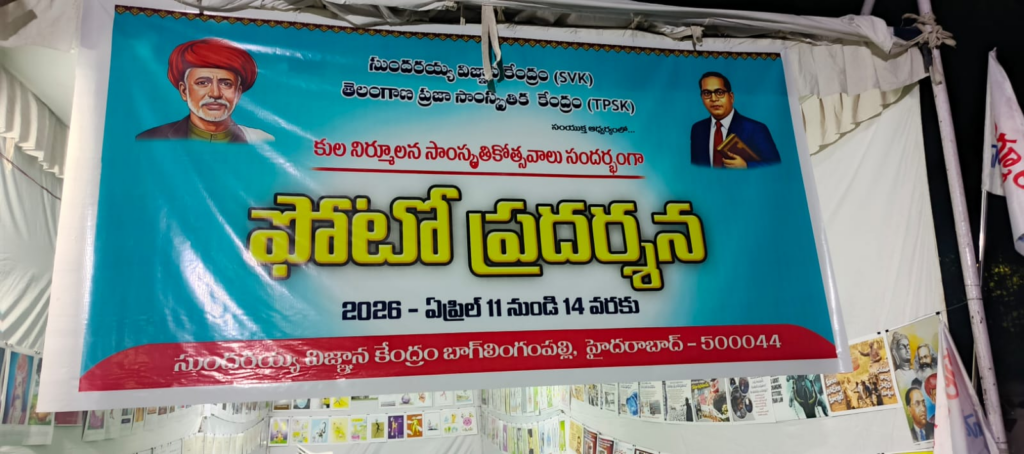 సుందరయ్య విజ్ఞాన కేంద్రం (SVK)
తెలంగాణ ప్రజా సాంస్కృతిక కేంద్రం (TPSK)
సంయుక్త ఆధ్వర్యంలో...
కుల నిర్మూలన సాంస్కృతికోత్సవాలు సందర్భంగా
ఫోటో ప్రదర్శన
2026 - ఏప్రిల్ 11 నుండి 14 వరకు
సుందరయ్య విజ్ఞాన కేంద్రం బాగ్‌లింగంపల్లి, హైదరాబాద్ - 500044